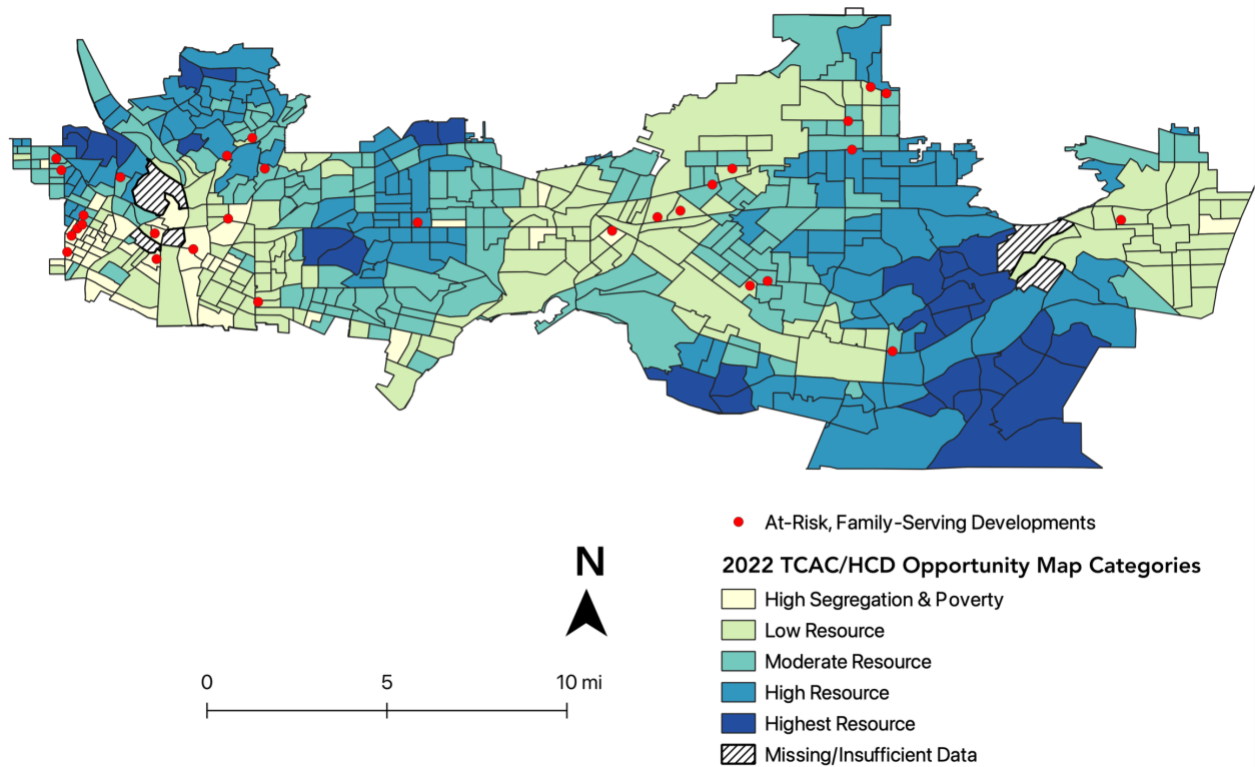 At-Risk, Family-Serving Developments
N
2022 TCAC/HCD Opportunity Map Categories
High Segregation & Poverty
Low Resource
Moderate Resource
0 5 10 mi
High Resource
Highest Resource
Missing/Insufficient Data